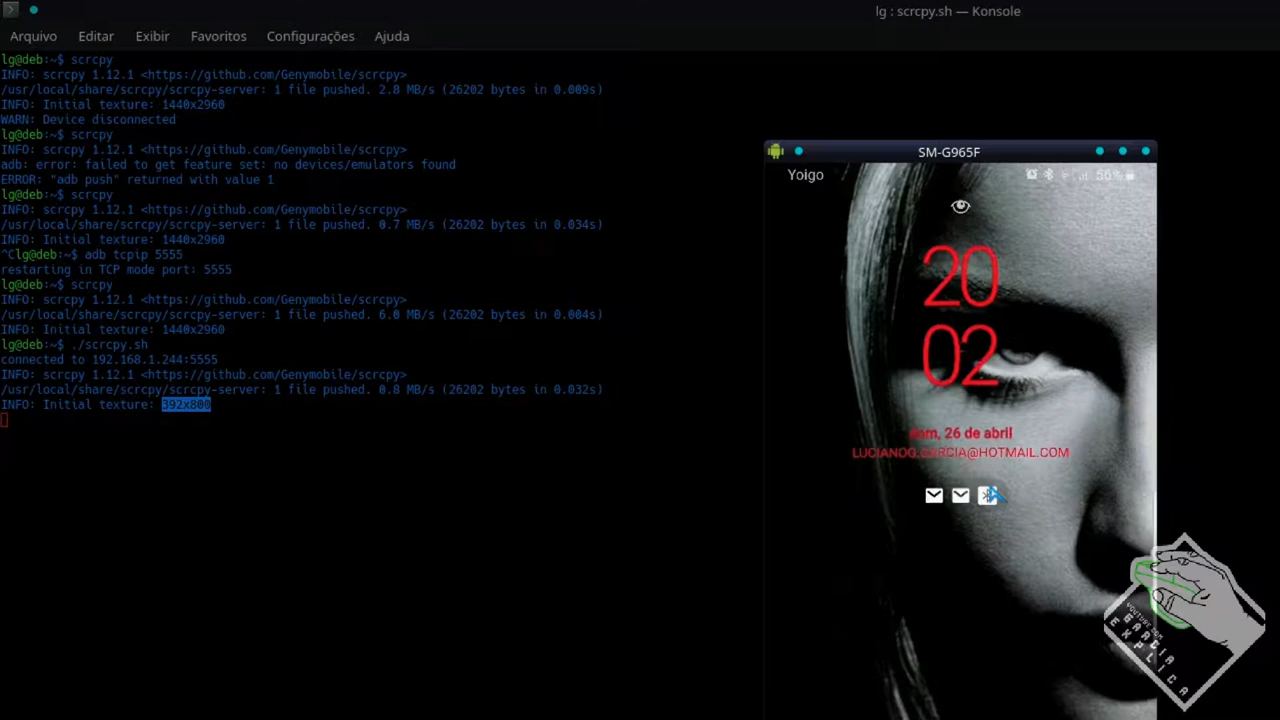 lg : scrcpy.sh — Konsole
Arquivo Editar Exibir Favoritos Configurações Ajuda
lg@deb:~$ scrcpy
INFO: scrcpy 1.12.1 <https://github.com/Genymobile/scrcpy>
/usr/local/share/scrcpy/scrcpy-server: 1 file pushed. 2.8 MB/s (26202 bytes in 0.009s)
INFO: Initial texture: 1440x2960
WARN: Device disconnected
lg@deb:~$ scrcpy
INFO: scrcpy 1.12.1 <https://github.com/Genymobile/scrcpy>
adb: error: failed to get feature set: no devices/emulators found
ERROR: "adb push" returned with value 1
lg@deb:~$ scrcpy
INFO: scrcpy 1.12.1 <https://github.com/Genymobile/scrcpy>
/usr/local/share/scrcpy/scrcpy-server: 1 file pushed. 0.7 MB/s (26202 bytes in 0.034s)
INFO: Initial texture: 1440x2960
^Clg@deb:~$ adb tcpip 5555
restarting in TCP mode port: 5555
lg@deb:~$ scrcpy
INFO: scrcpy 1.12.1 <https://github.com/Genymobile/scrcpy>
/usr/local/share/scrcpy/scrcpy-server: 1 file pushed. 6.0 MB/s (26202 bytes in 0.004s)
INFO: Initial texture: 1440x2960
lg@deb:~$ ./scrcpy.sh
connected to 192.168.1.244:5555
INFO: scrcpy 1.12.1 <https://github.com/Genymobile/scrcpy>
/usr/local/share/scrcpy/scrcpy-server: 1 file pushed. 0.8 MB/s (26202 bytes in 0.032s)
INFO: Initial texture: 392x800
SM-G965F
Yoigo 56%
20
02
dom, 26 de abril
LUCIANOG.GARCIA@HOTMAIL.COM
YOUTUBE.COM
GARCIA
EXPLICA